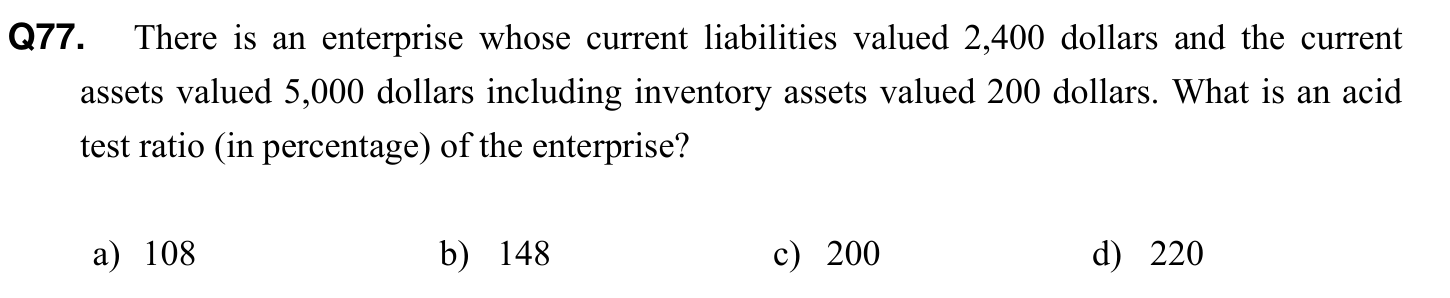 Q77. There is an enterprise whose current liabilities valued 2,400 dollars and the current
assets valued 5,000 dollars including inventory assets valued 200 dollars. What is an acid
test ratio (in percentage) of the enterprise?
a) 108 b) 148 c) 200 d) 220